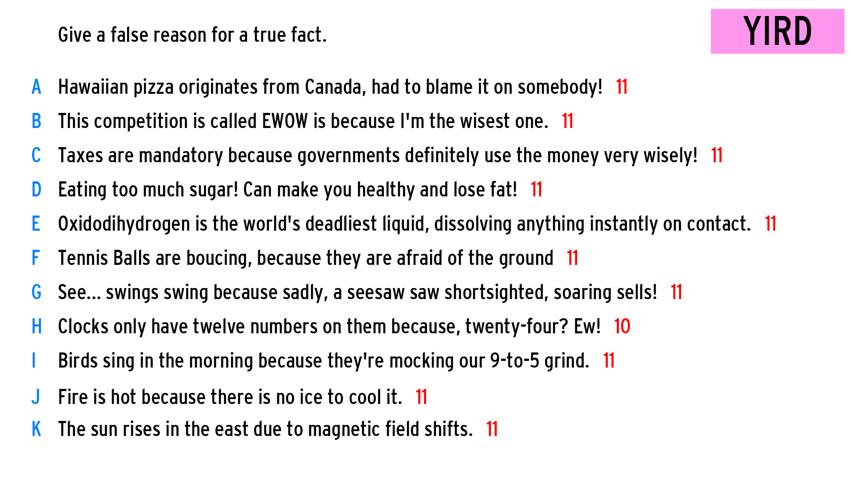 Give a false reason for a true fact.
YIRD
A Hawaiian pizza originates from Canada, had to blame it on somebody! 11
B This competition is called EWOW is because I'm the wisest one. 11
C Taxes are mandatory because governments definitely use the money very wisely! 11
D Eating too much sugar! Can make you healthy and lose fat! 11
E Oxidodihydrogen is the world's deadliest liquid, dissolving anything instantly on contact. 11
F Tennis Balls are boucing, because they are afraid of the ground 11
G See... swings swing because sadly, a seesaw saw shortsighted, soaring sells! 11
H Clocks only have twelve numbers on them because, twenty-four? Ew! 10
I Birds sing in the morning because they're mocking our 9-to-5 grind. 11
J Fire is hot because there is no ice to cool it. 11
K The sun rises in the east due to magnetic field shifts. 11